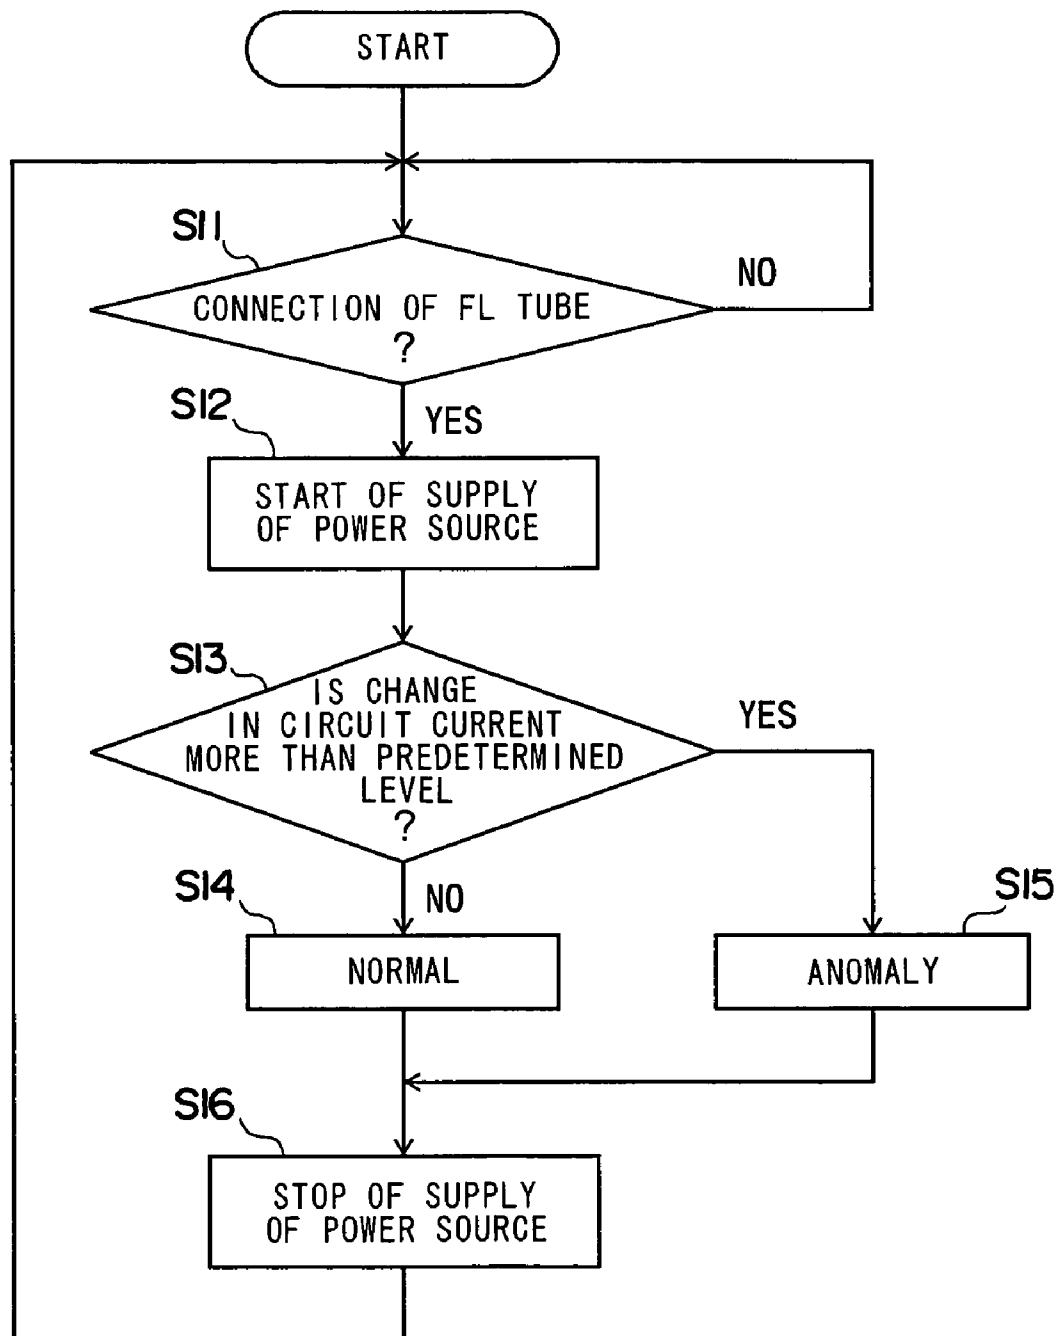 START
S11
NO
CONNECTION OF FL TUBE
?
S12
YES
START OF SUPPLY
OF POWER SOURCE
S13
IS CHANGE
IN CIRCUIT CURRENT
MORE THAN PREDETERMINED
LEVEL
?
YES
S14
NO
S15
NORMAL
ANOMALY
S16
STOP OF SUPPLY
OF POWER SOURCE